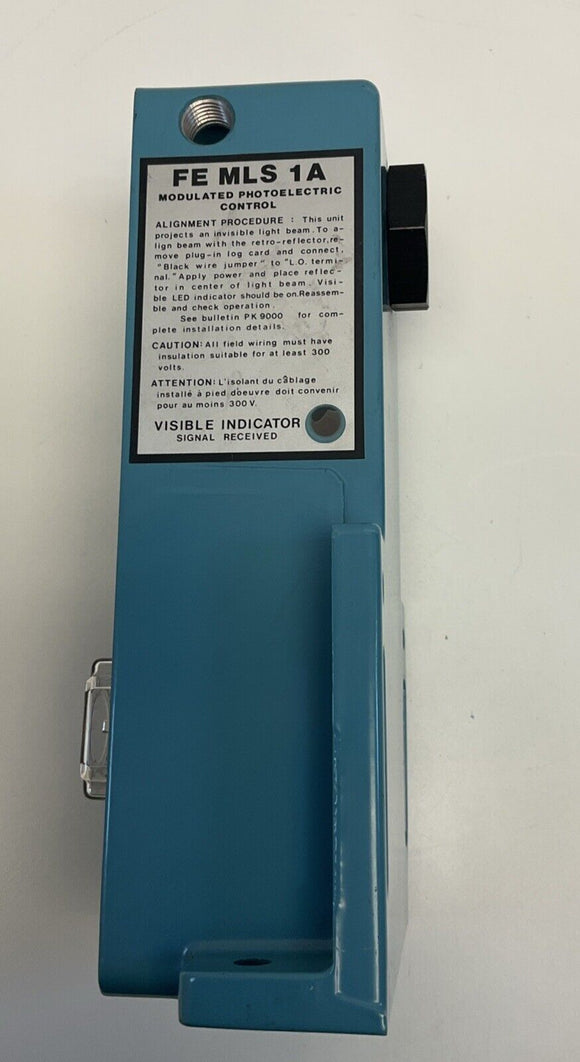 FE MLS 1A
MODULATED PHOTOELECTRIC
CONTROL
ALIGNMENT PROCEDURE : This unit
projects an invisible light beam. To a-
lign beam with the retro-reflector,re-
move plug-in log card and connect,
"Black wire jumper" to "L.O. termi-
nal." Apply power and place reflec-
tor in center of light beam. Visi-
ble LED indicator should be on.Reassem-
ble and check operation.
See bulletin PK 9000 for com-
plete installation details.
CAUTION: All field wiring must have
insulation suitable for at least 300
volts.
ATTENTION: L'isolant du câblage
installé à pied doeuvre doit convenir
pour au moins 300 V.
VISIBLE INDICATOR
SIGNAL RECEIVED